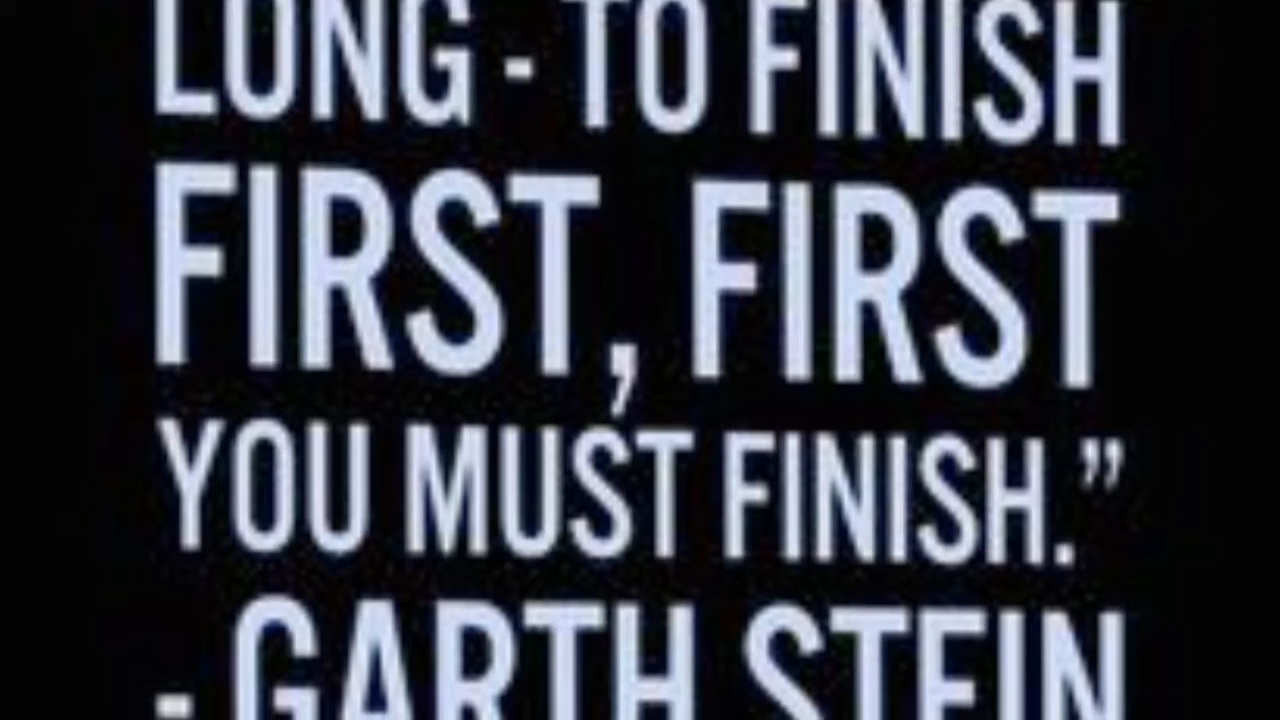 LONG - TO FINISH
FIRST, FIRST
YOU MUST FINISH.”
- GARTH STEIN